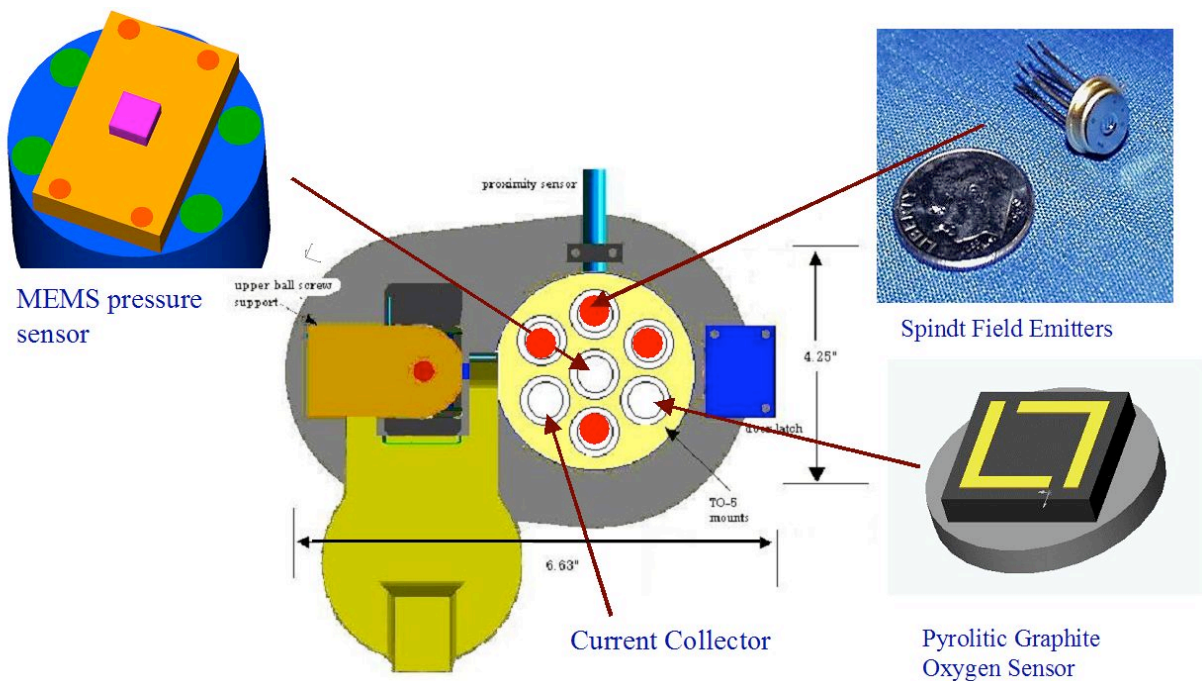 proximity sensor
upper ball screw
support
MEMS pressure
sensor
Spindt Field Emitters
4.25"
door latch
TO-5
mounts
6.63"
Current Collector
Pyrolitic Graphite
Oxygen Sensor